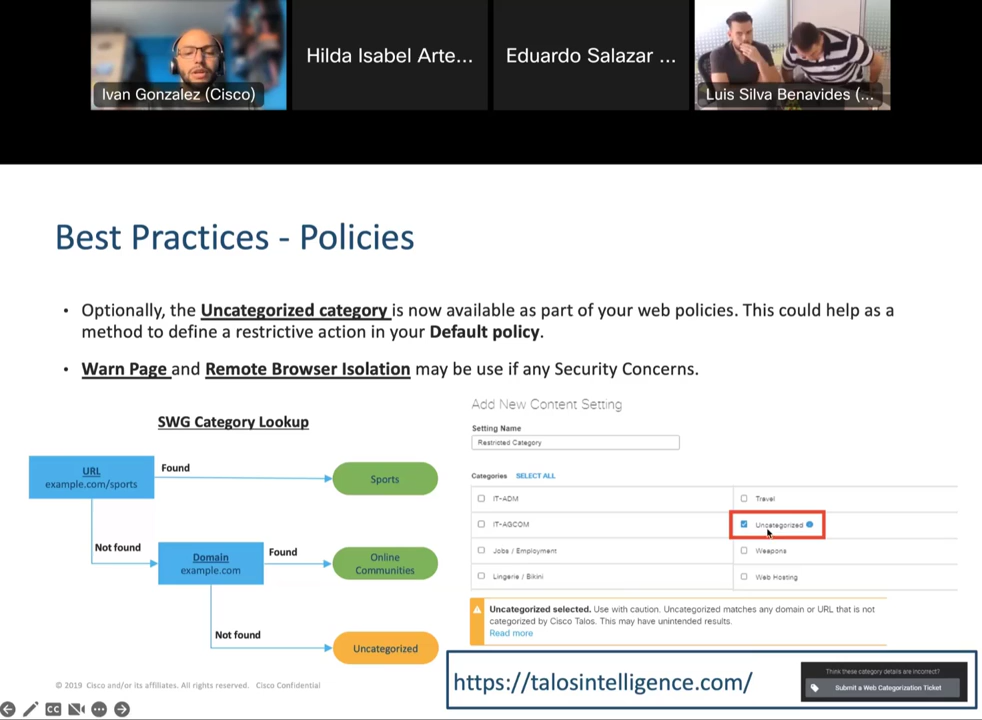 Ivan Gonzalez (Cisco)
Hilda Isabel Arte...
Eduardo Salazar ...
Luis Silva Benavides (...
Best Practices - Policies
• Optionally, the Uncategorized category is now available as part of your web policies. This could help as a
method to define a restrictive action in your Default policy.
• Warn Page and Remote Browser Isolation may be use if any Security Concerns.
SWG Category Lookup
URL
example.com/sports
Found
Sports
Not found
Domain
example.com
Found
Online
Communities
Not found
Uncategorized
Add New Content Setting
Setting Name
Restricted Category
Categories SELECT ALL
IT-ADM
Travel
IT-AGCOM
Uncategorized
Jobs / Employment
Weapons
Lingerie / Bikini
Web Hosting
Uncategorized selected. Use with caution. Uncategorized matches any domain or URL that is not
categorized by Cisco Talos. This may have unintended results.
Read more
https://talosintelligence.com/
Think these category details are incorrect?
Submit a Web Categorization Ticket
© 2019 Cisco and/or its affiliates. All rights reserved. Cisco Confidential
CC